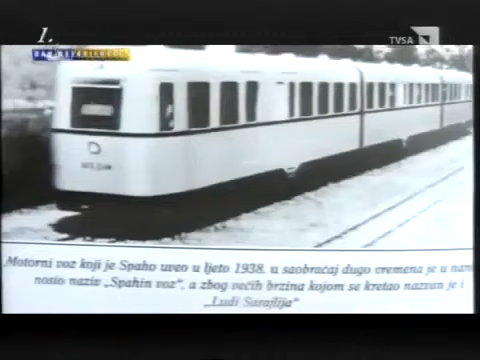 1.
TVSA
Motorni voz koji je Spaho uveo u ljeto 1938. u saobraćaj dugo vremena je u
nosio naziv „Spahin voz“, a zbog većih brzina kojom se kretao nazvan je i
„Ludi Sarajlija“